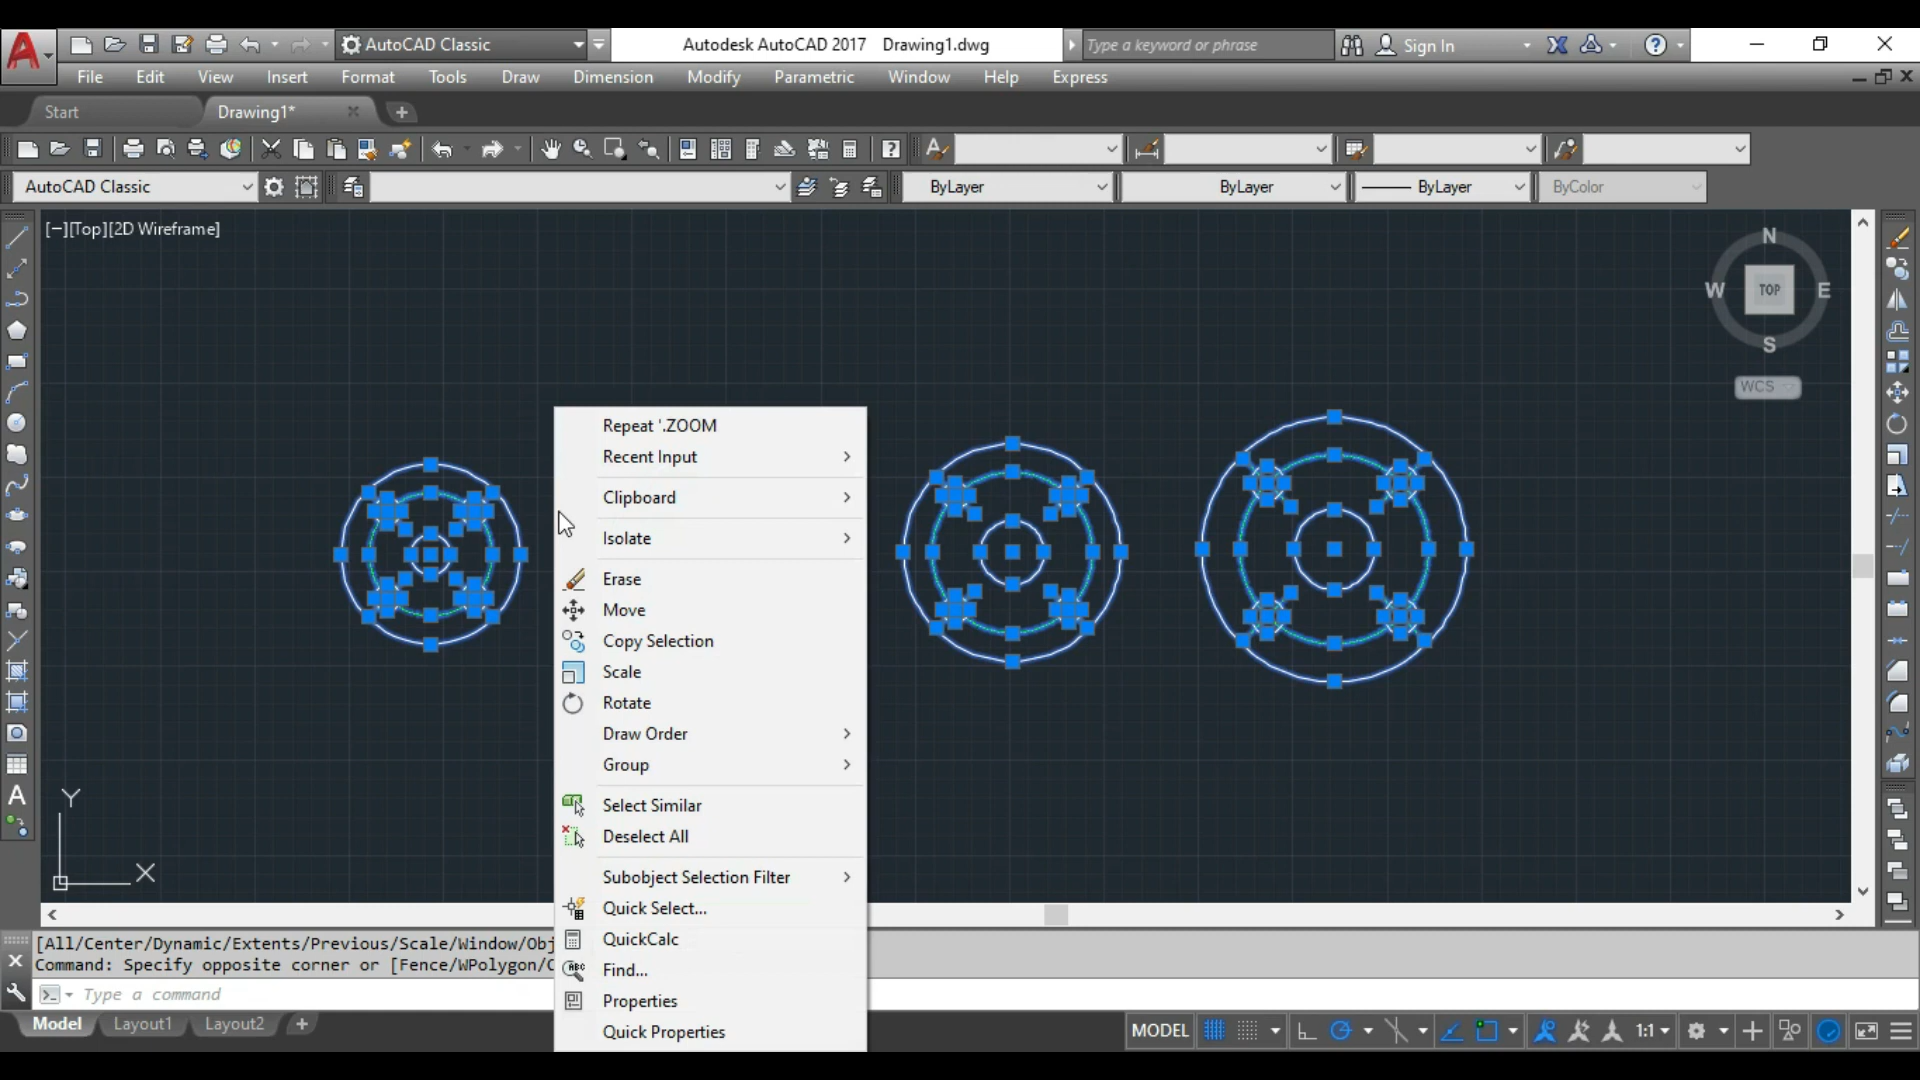 AutoCAD Classic
Autodesk AutoCAD 2017 Drawing1.dwg
Type a keyword or phrase
Sign In
File Edit View Insert Format Tools Draw Dimension Modify Parametric Window Help Express
Start
Drawing1*
AutoCAD Classic
ByLayer
ByLayer
ByLayer
ByColor
[−][Top][2D Wireframe]
N
W TOP E
S
WCS
Repeat '.ZOOM
Recent Input
Clipboard
Isolate
Erase
Move
Copy Selection
Scale
Rotate
Draw Order
Group
Select Similar
Deselect All
Subobject Selection Filter
Quick Select...
QuickCalc
Find...
Properties
Quick Properties
Y
X
[All/Center/Dynamic/Extents/Previous/Scale/Window/Obj
Command: Specify opposite corner or [Fence/WPolygon/C
Type a command
Model Layout1 Layout2
MODEL
1:1